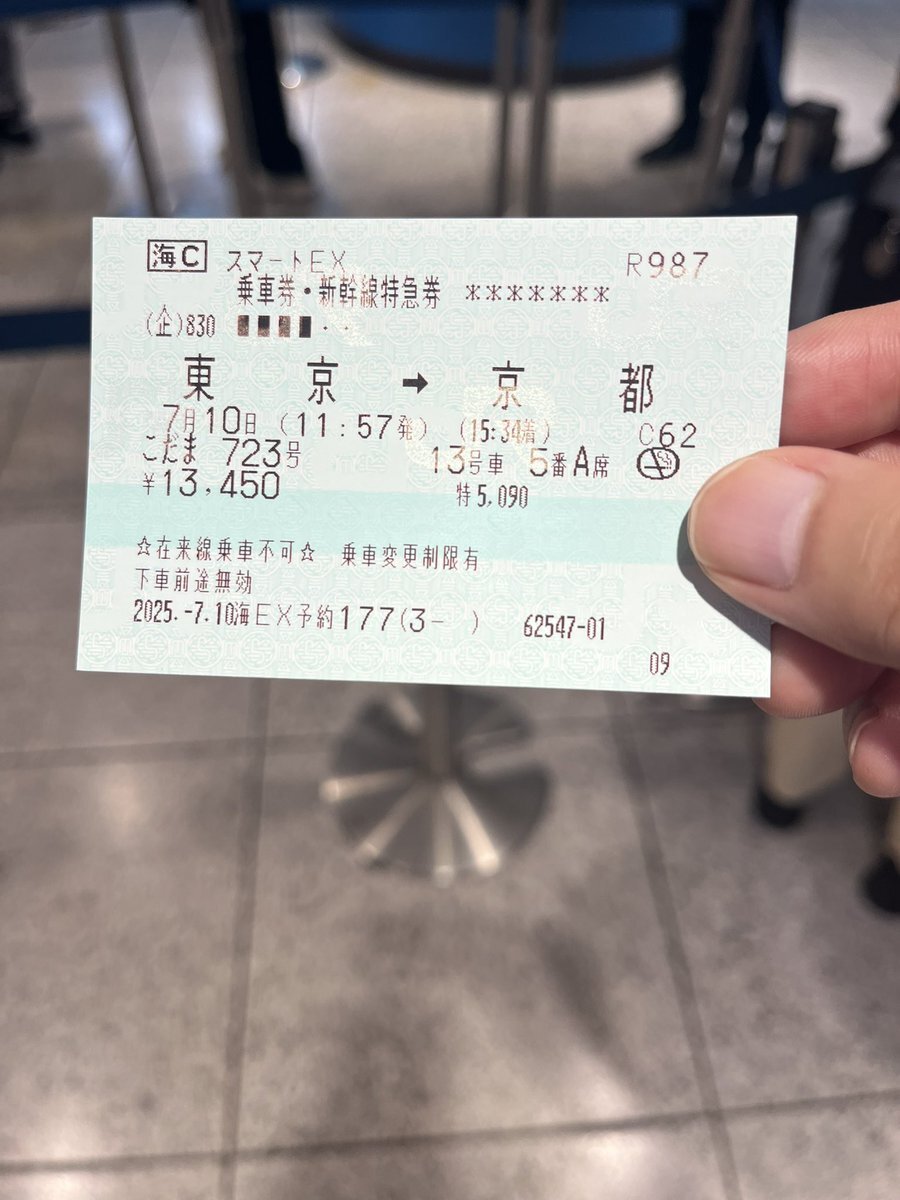 海C スマートEX R987
乗車券・新幹線特急券 *******
(企)830 ■■■■・・
東京 → 京都
7月10日 (11:57発) (15:34着) C62
こだま 723号 13号車 5番A席
¥13,450 特5,090
☆在来線乗車不可☆ 乗車変更制限有
下車前途無効
2025.-7.10海EX予約177(3- ) 62547-01
09